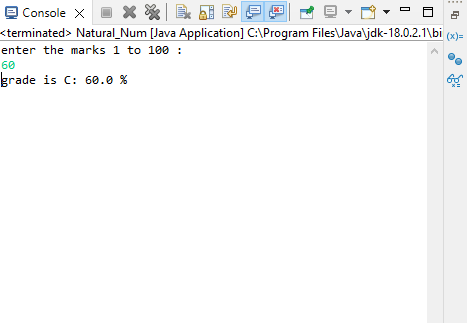 Console
<terminated> Natural_Num [Java Application] C:\Program Files\Java\jdk-18.0.2.1\bi
(x)=
enter the marks 1 to 100 :
60
grade is C: 60.0 %